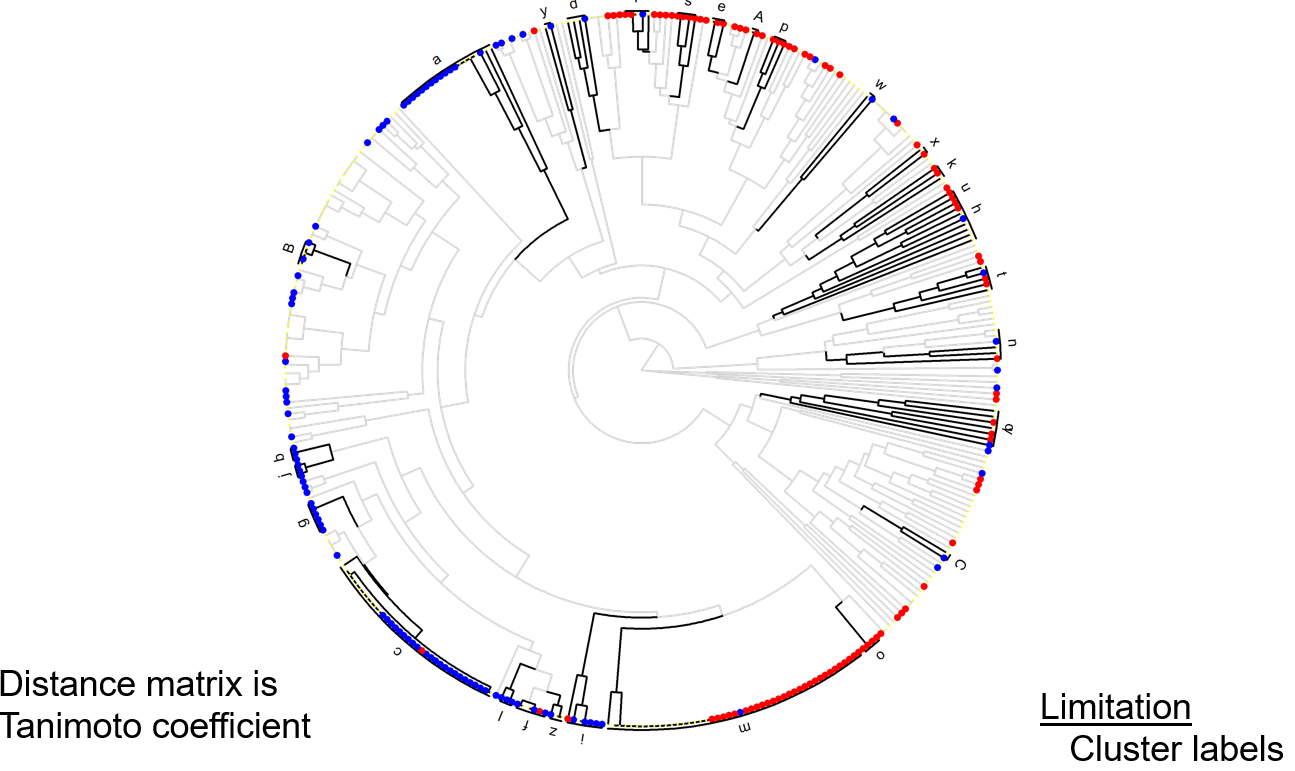 y
d
s
e
A
p
w
x
k
u
h
t
n
C
o
m
i
z
f
l
c
g
j
q
B
a
Distance matrix is
Tanimoto coefficient
Limitation
Cluster labels